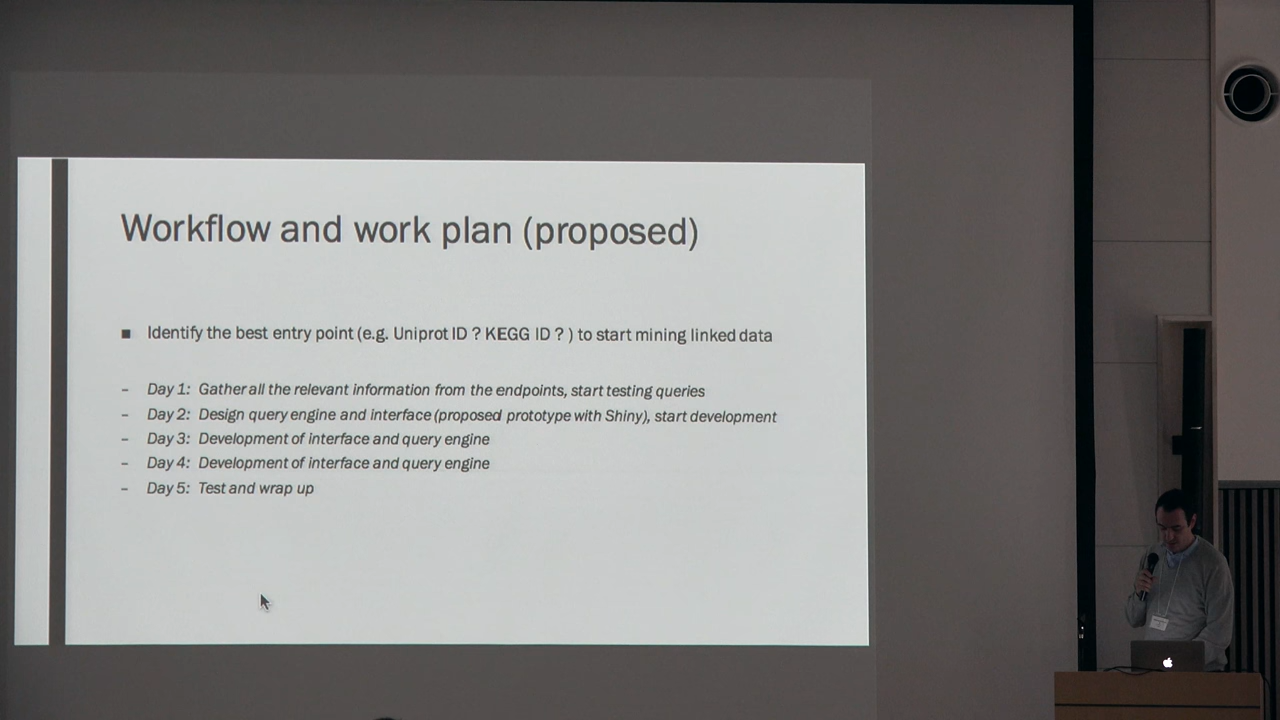 Workflow and work plan (proposed)
■ Identify the best entry point (e.g. Uniprot ID ? KEGG ID ? ) to start mining linked data
– Day 1: Gather all the relevant information from the endpoints, start testing queries
– Day 2: Design query engine and interface (proposed prototype with Shiny), start development
– Day 3: Development of interface and query engine
– Day 4: Development of interface and query engine
– Day 5: Test and wrap up